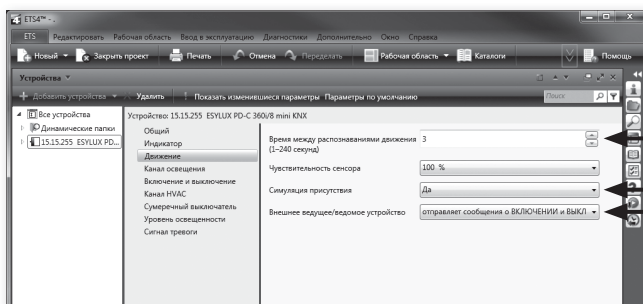 ETS4™ - .
ETS Редактировать Рабочая область Ввод в эксплуатацию Диагностики Дополнительно Окно Справка
Новый Закрыть проект Печать Отмена Переделать Рабочая область Каталоги Помощь
Устройства
Добавить устройства Удалить Показать изменившиеся параметры Параметры по умолчанию Поиск
Все устройства
Динамические папки
15.15.255 ESYLUX PD...
Устройство: 15.15.255 ESYLUX PD-C 360i/8 mini KNX
Общий
Индикатор
Движение
Канал освещения
Включение и выключение
Канал HVAC
Сумеречный выключатель
Уровень освещенности
Сигнал тревоги
Время между распознаваниями движения 3
(1–240 секунд)
Чувствительность сенсора 100 %
Симуляция присутствия Да
Внешнее ведущее/ведомое устройство отправляет сообщения о ВКЛЮЧЕНИИ и ВЫКЛ